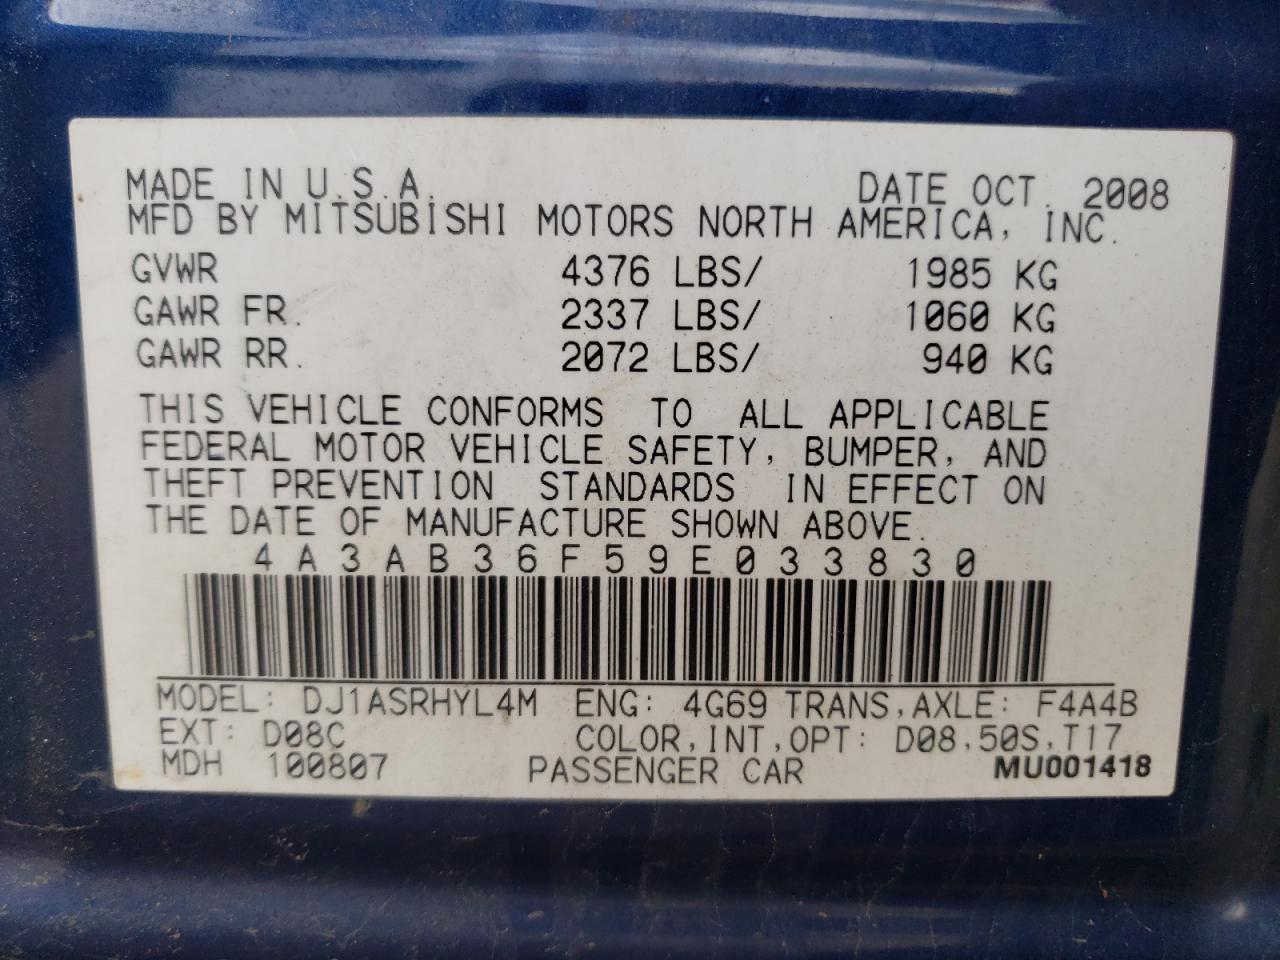 MADE IN U.S.A. DATE OCT. 2008
MFD BY MITSUBISHI MOTORS NORTH AMERICA, INC.
GVWR 4376 LBS/ 1985 KG
GAWR FR. 2337 LBS/ 1060 KG
GAWR RR. 2072 LBS/ 940 KG
THIS VEHICLE CONFORMS TO ALL APPLICABLE
FEDERAL MOTOR VEHICLE SAFETY, BUMPER, AND
THEFT PREVENTION STANDARDS IN EFFECT ON
THE DATE OF MANUFACTURE SHOWN ABOVE.
4A3AB36F59E033830
MODEL: DJ1ASRHYL4M ENG: 4G69 TRANS,AXLE: F4A4B
EXT: D08C COLOR,INT,OPT: D08,50S,T17
MDH 100807 PASSENGER CAR MU001418